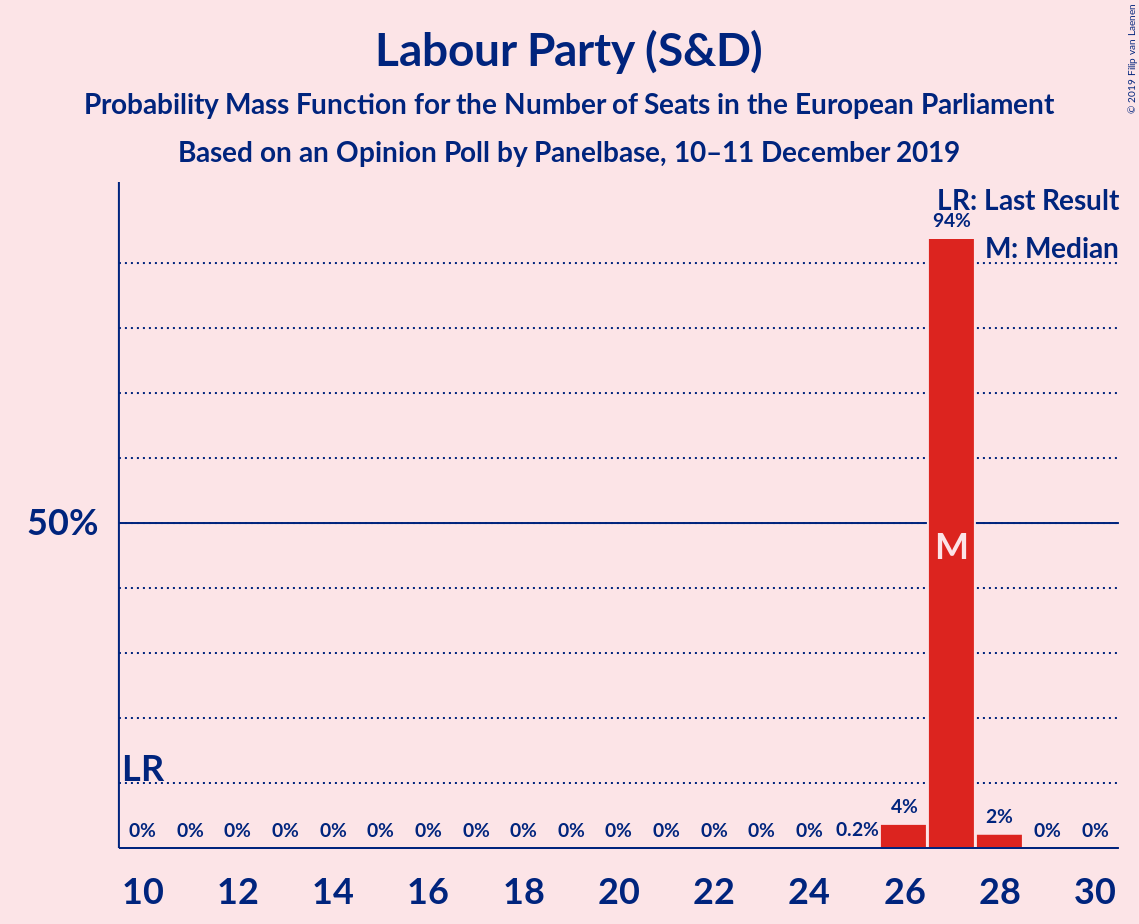 Labour Party (S&D)
Probability Mass Function for the Number of Seats in the European Parliament
Based on an Opinion Poll by Panelbase, 10–11 December 2019
© 2019 Filip van Laenen
LR: Last Result
94%
M: Median
50%
M
LR
4%
2%
0% 0% 0% 0% 0% 0% 0% 0% 0% 0% 0% 0% 0% 0% 0% 0.2% 0% 0%
10 12 14 16 18 20 22 24 26 28 30